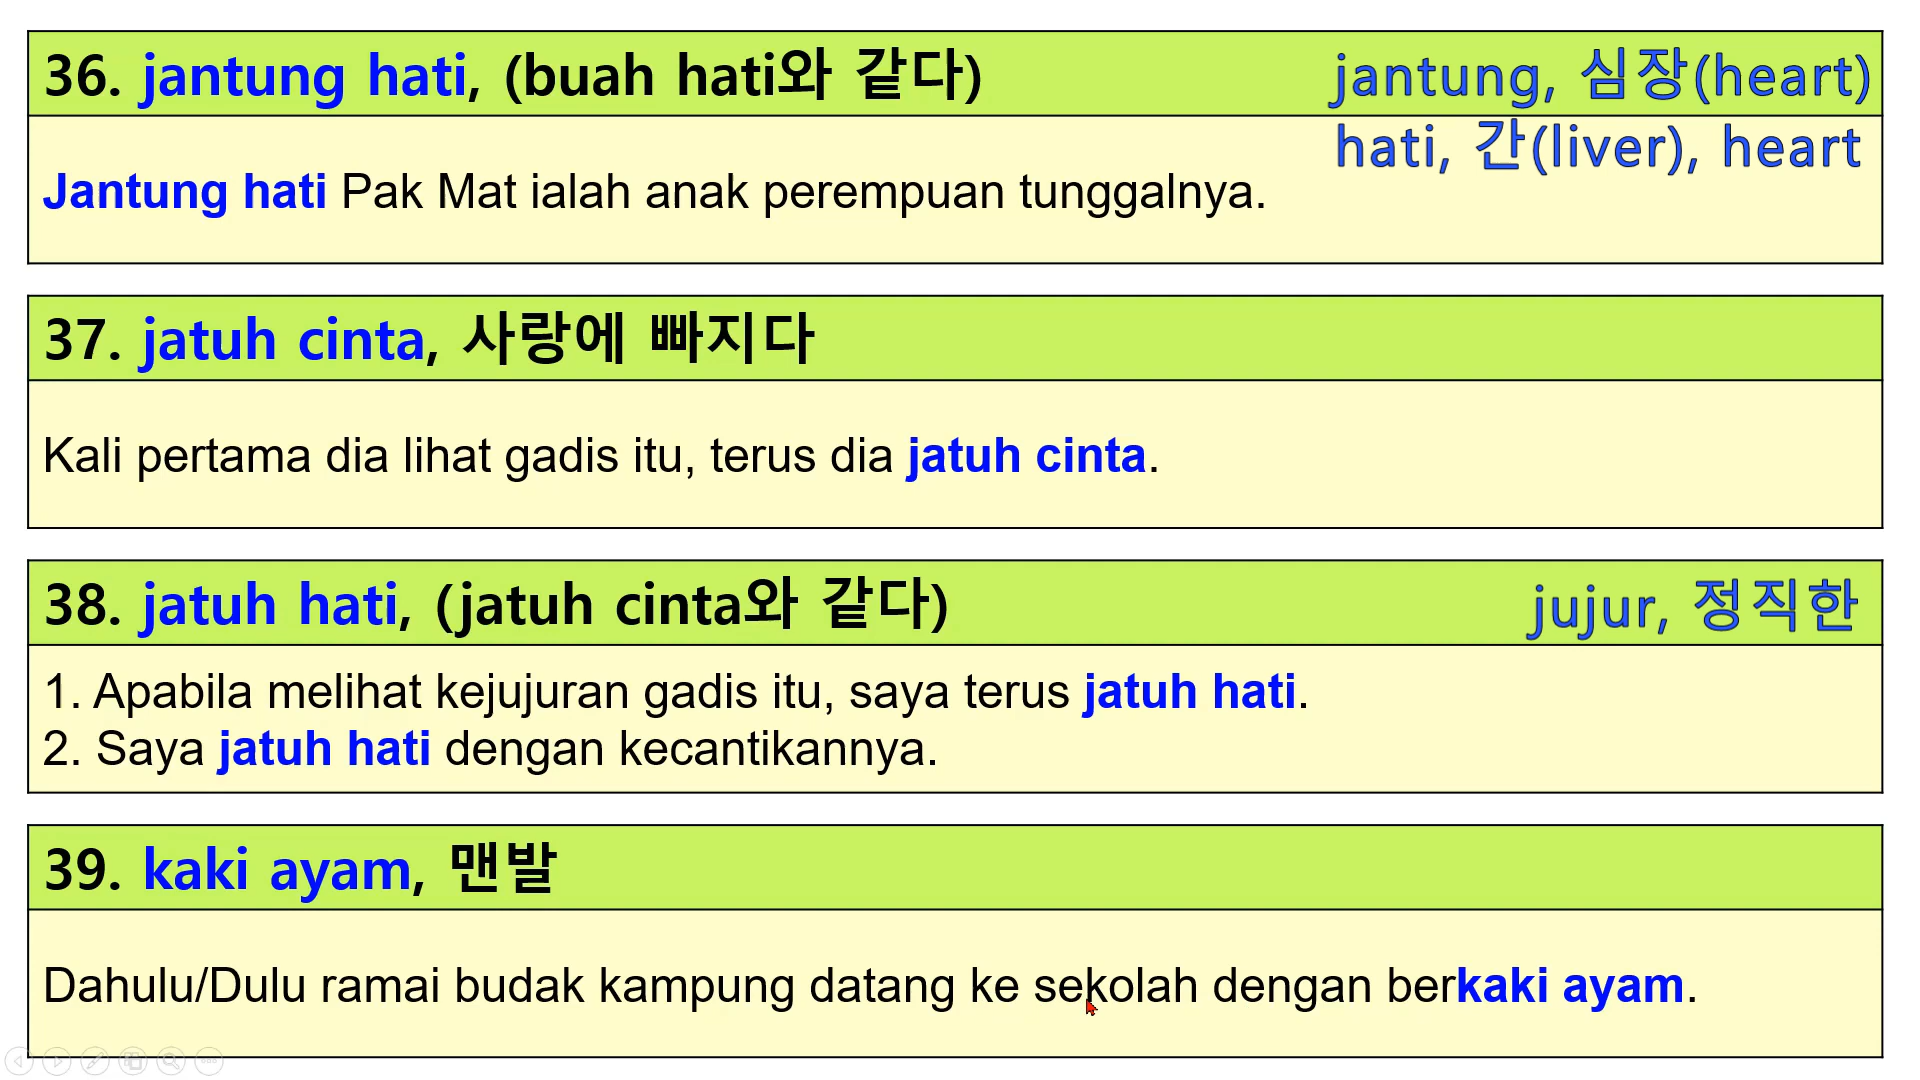 36. jantung hati, (buah hati와 같다)
jantung, 심장(heart)
hati, 간(liver), heart
Jantung hati Pak Mat ialah anak perempuan tunggalnya.
37. jatuh cinta, 사랑에 빠지다
Kali pertama dia lihat gadis itu, terus dia jatuh cinta.
38. jatuh hati, (jatuh cinta와 같다)
jujur, 정직한
1. Apabila melihat kejujuran gadis itu, saya terus jatuh hati.
2. Saya jatuh hati dengan kecantikannya.
39. kaki ayam, 맨발
Dahulu/Dulu ramai budak kampung datang ke sekolah dengan berkaki ayam.